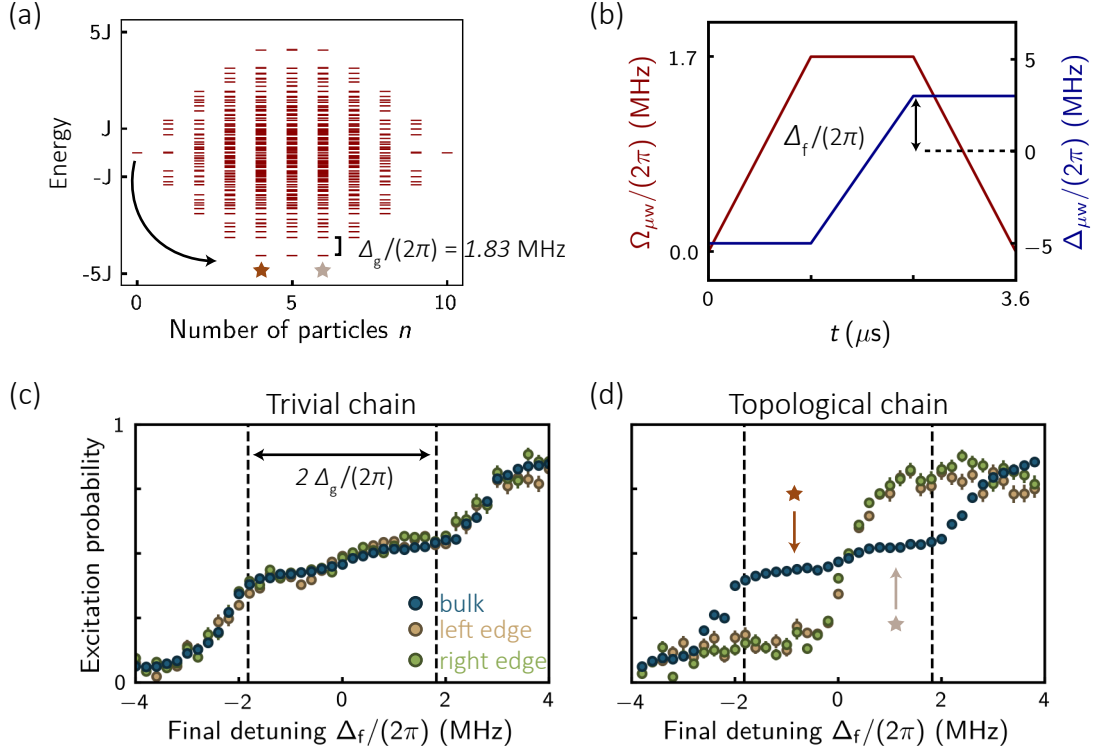 (a)
5J
J
-J
-5J
Energy
Δg/(2π) = 1.83 MHz
0
5
10
Number of particles n
(b)
1.7
0.0
Ωμw/(2π) (MHz)
Δf/(2π)
5
0
−5
Δμw/(2π) (MHz)
0
3.6
t (μs)
(c)
Trivial chain
1
0
Excitation probability
2 Δg/(2π)
bulk
left edge
right edge
−4
−2
0
2
4
Final detuning Δf/(2π) (MHz)
(d)
Topological chain
−4
−2
0
2
4
Final detuning Δf/(2π) (MHz)